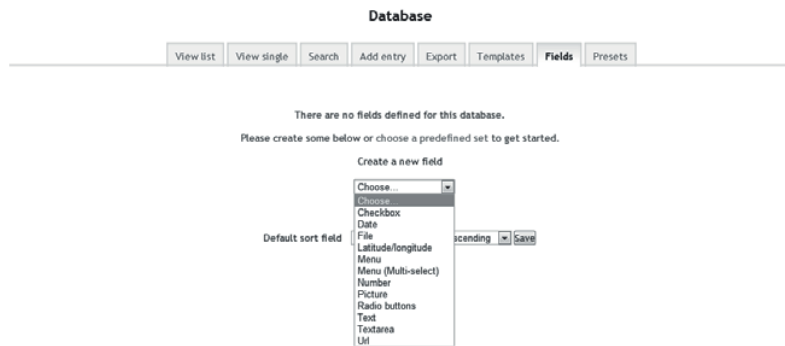 Database
View list View single Search Add entry Export Templates Fields Presets
There are no fields defined for this database.
Please create some below or choose a predefined set to get started.
Create a new field
Choose...
Choose...
Checkbox
Date
Default sort field File scending Save
Latitude/longitude
Menu
Menu (Multi-select)
Number
Picture
Radio buttons
Text
Textarea
Url